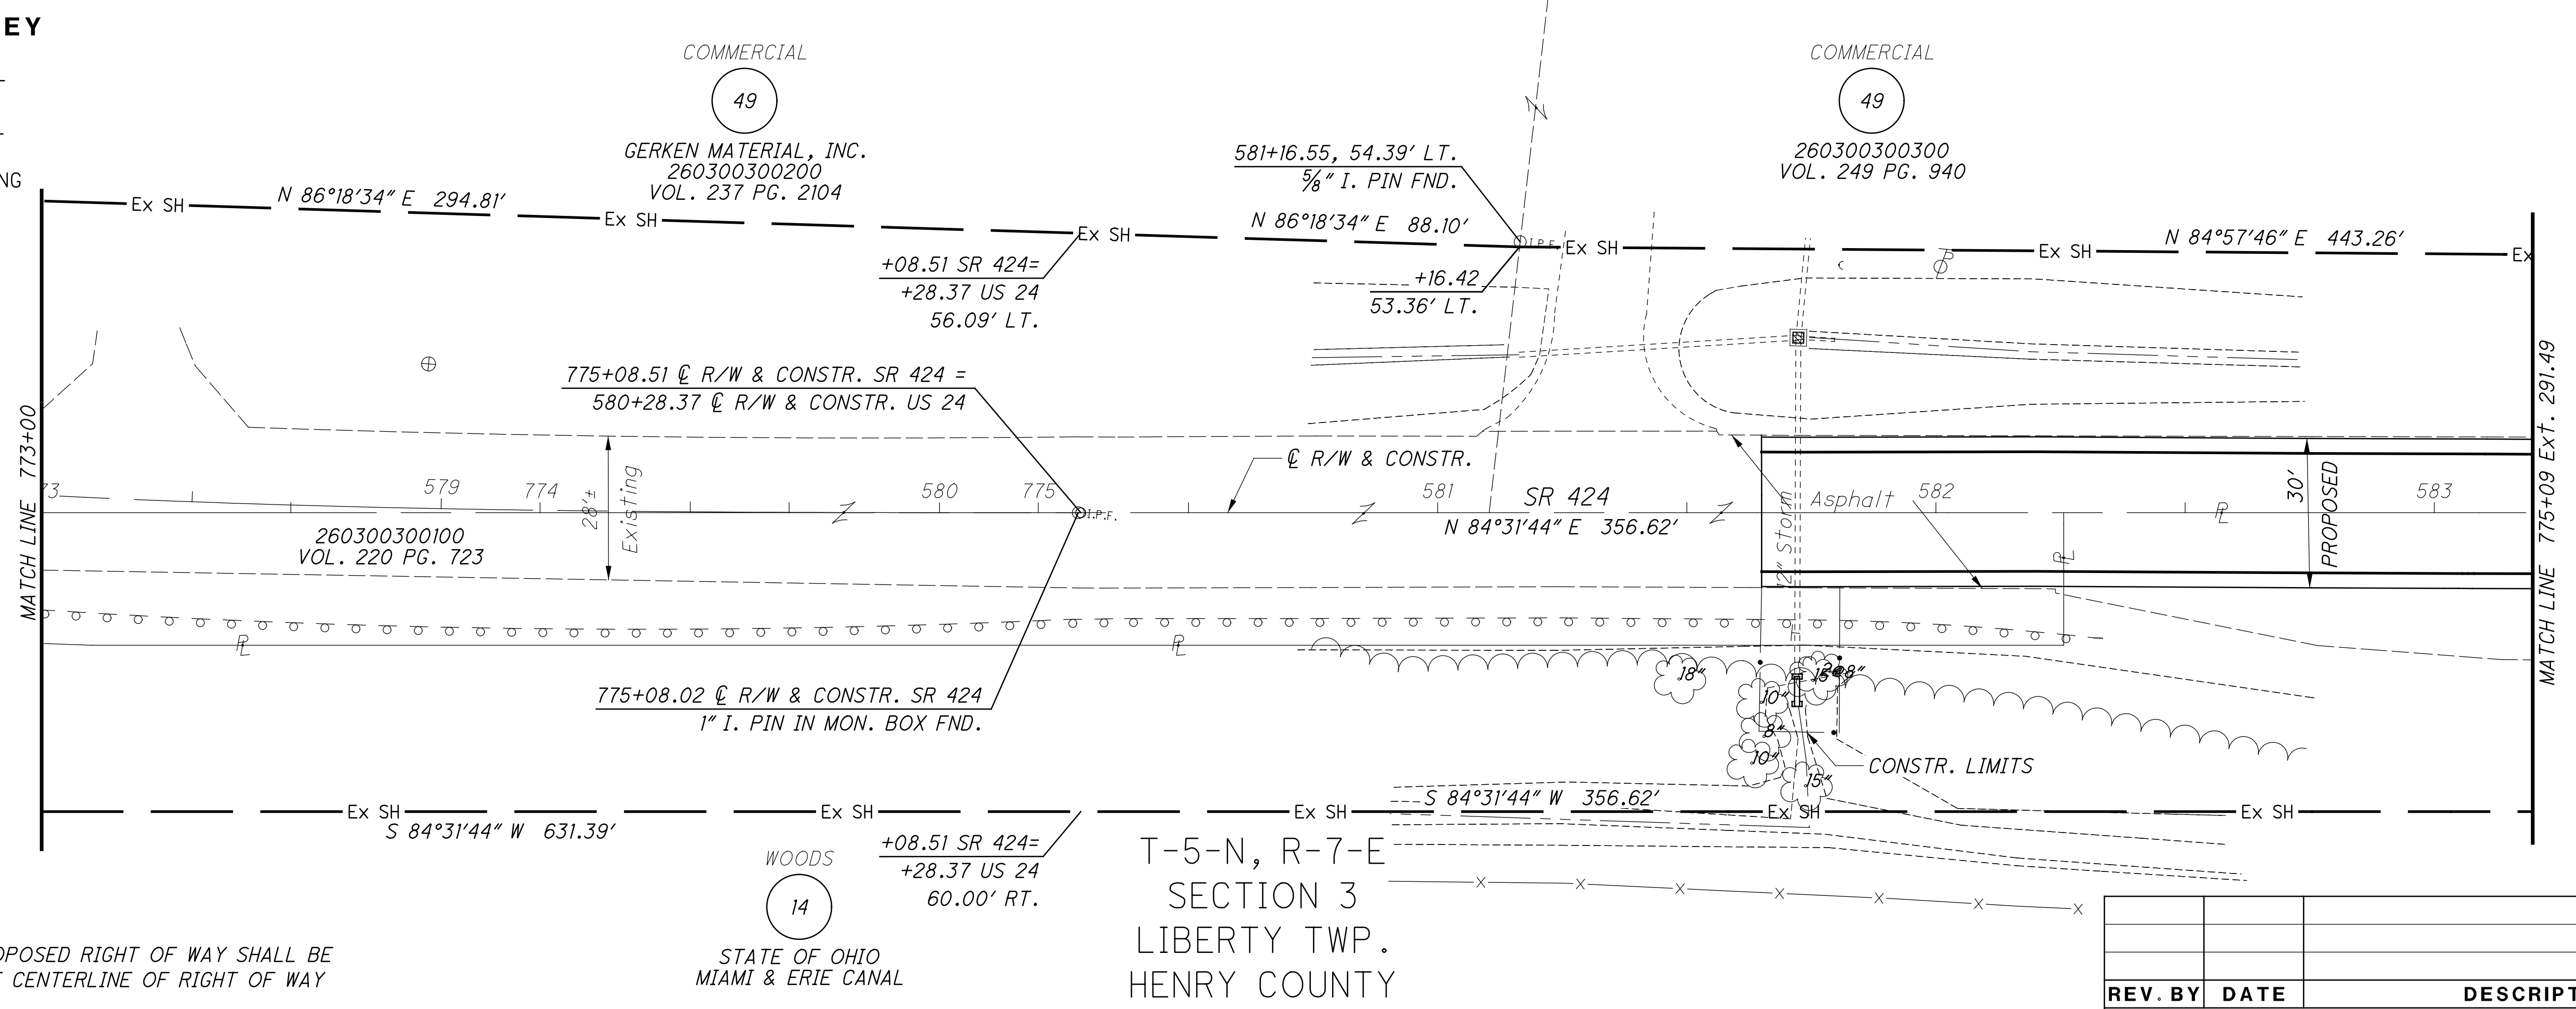 EY
NG
COMMERCIAL
49
GERKEN MATERIAL, INC.
260300300200
VOL. 237 PG. 2104
COMMERCIAL
49
260300300300
VOL. 249 PG. 940
581+16.55, 54.39' LT.
5/8" I. PIN FND.
Ex SH
N 86°18'34" E 294.81'
Ex SH
Ex SH
N 86°18'34" E 88.10'
I.P.F.
Ex SH
Ex SH
N 84°57'46" E 443.26'
Ex
+08.51 SR 424=
+28.37 US 24
56.09' LT.
+16.42
53.36' LT.
P
775+08.51 ℄ R/W & CONSTR. SR 424 =
580+28.37 ℄ R/W & CONSTR. US 24
MATCH LINE 773+00
℄ R/W & CONSTR.
73
579
774
28'±
Existing
580
775
I.P.F.
581
SR 424
N 84°31'44" E 356.62'
12" Storm
Asphalt
582
30'
PROPOSED
583
MATCH LINE 775+09 Ext. 291.49
260300300100
VOL. 220 PG. 723
PL
PL
PL
PL
775+08.02 ℄ R/W & CONSTR. SR 424
1" I. PIN IN MON. BOX FND.
18"
15"
2@8"
10"
8"
10"
15"
CONSTR. LIMITS
Ex SH
S 84°31'44" W 631.39'
Ex SH
Ex SH
S 84°31'44" W 356.62'
Ex SH
Ex SH
+08.51 SR 424=
+28.37 US 24
60.00' RT.
WOODS
14
STATE OF OHIO
MIAMI & ERIE CANAL
T-5-N, R-7-E
SECTION 3
LIBERTY TWP.
HENRY COUNTY
OPOSED RIGHT OF WAY SHALL BE
T CENTERLINE OF RIGHT OF WAY
REV. BY DATE DESCRIPT